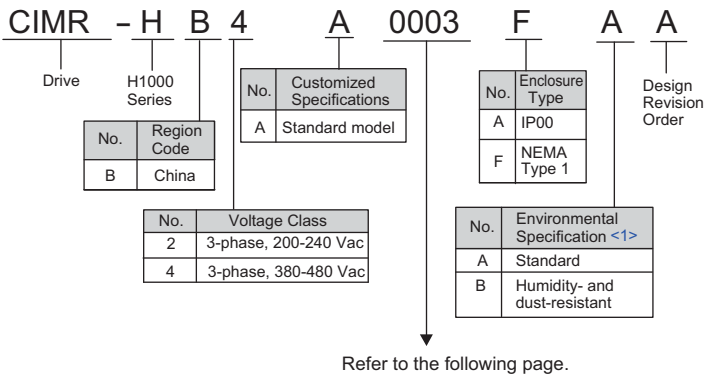 CIMR - H B 4 A 0003 F A A
Drive
H1000
Series
No. Region
Code
B China
No. Voltage Class
2 3-phase, 200-240 Vac
4 3-phase, 380-480 Vac
No. Customized
Specifications
A Standard model
No. Enclosure
Type
A IP00
F NEMA
Type 1
No. Environmental
Specification <1>
A Standard
B Humidity- and
dust-resistant
Design
Revision
Order
Refer to the following page.